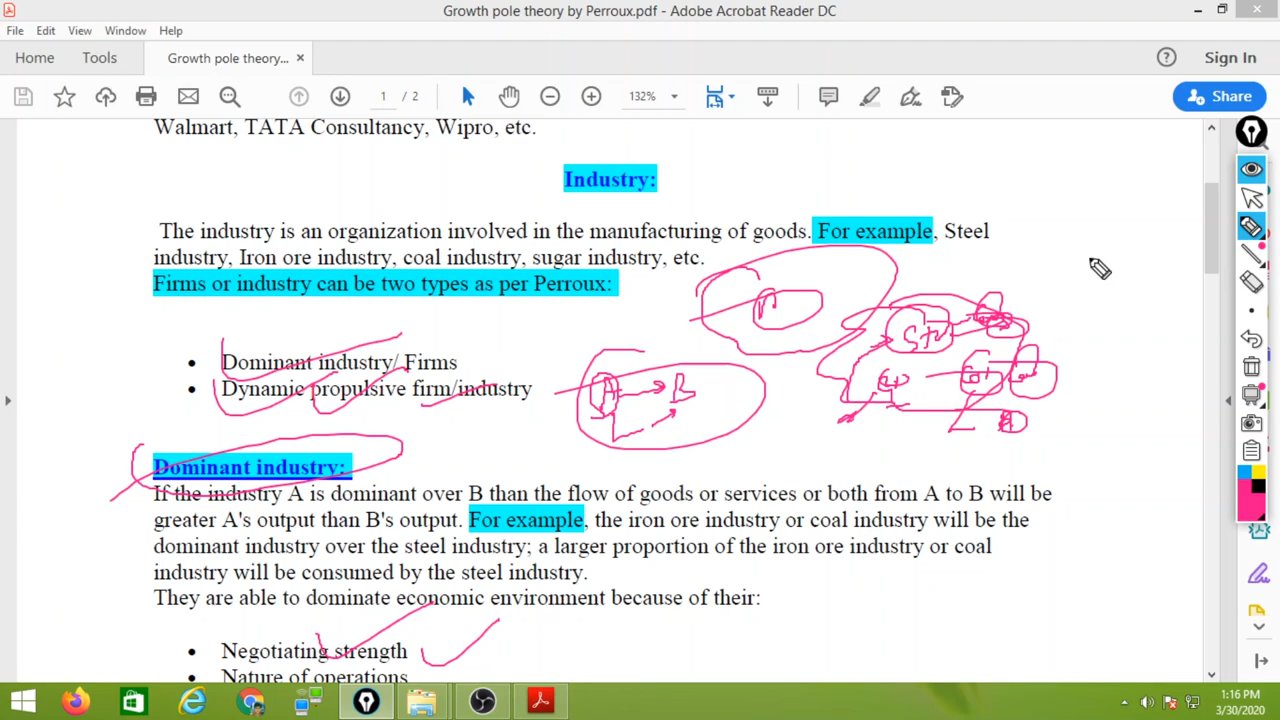 Growth pole theory by Perroux.pdf - Adobe Acrobat Reader DC
File Edit View Window Help
Home Tools Growth pole theory... × Sign In
1 / 2 132% Share
Walmart, TATA Consultancy, Wipro, etc.
Industry:
The industry is an organization involved in the manufacturing of goods. For example, Steel
industry, Iron ore industry, coal industry, sugar industry, etc.
Firms or industry can be two types as per Perroux:
• Dominant industry/ Firms
• Dynamic propulsive firm/industry
A B
Dominant industry:
If the industry A is dominant over B than the flow of goods or services or both from A to B will be
greater A's output than B's output. For example, the iron ore industry or coal industry will be the
dominant industry over the steel industry; a larger proportion of the iron ore industry or coal
industry will be consumed by the steel industry.
They are able to dominate economic environment because of their:
• Negotiating strength
• Nature of operations
1:16 PM
3/30/2020